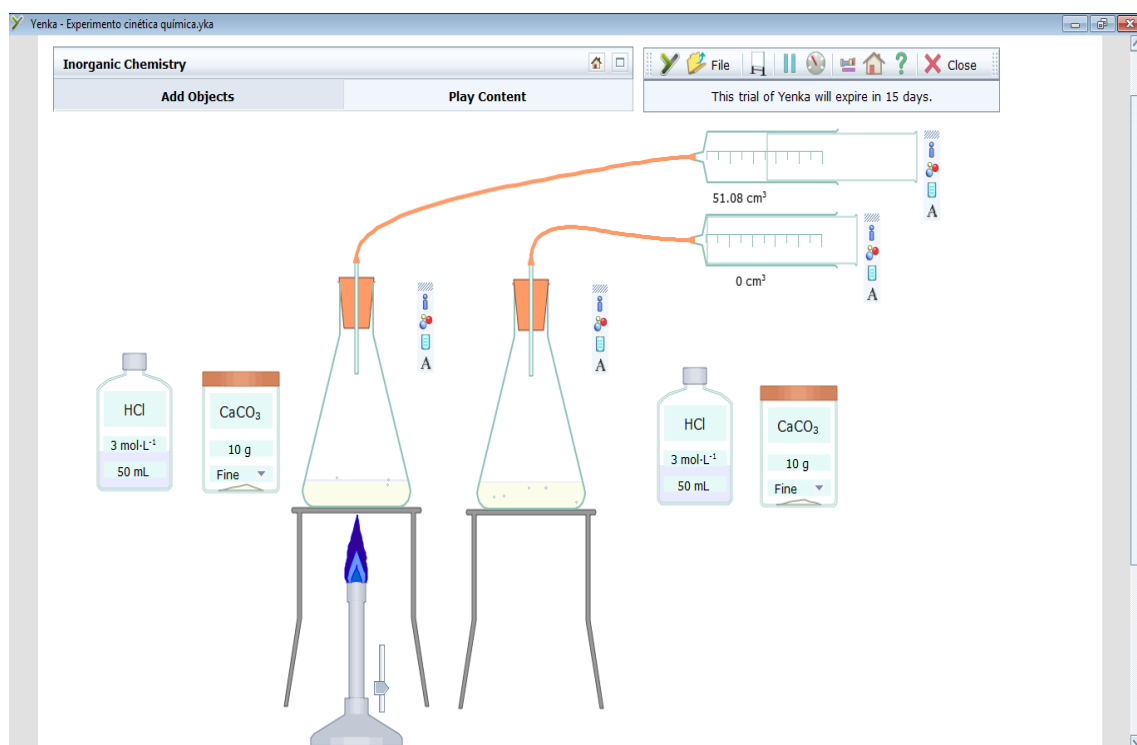 Yenka - Experimento cinética química.yka
Inorganic Chemistry
File
Close
Add Objects
Play Content
This trial of Yenka will expire in 15 days.
51.08 cm³
A
0 cm³
A
A
A
HCl
3 mol·L⁻¹
50 mL
CaCO₃
10 g
Fine
HCl
3 mol·L⁻¹
50 mL
CaCO₃
10 g
Fine